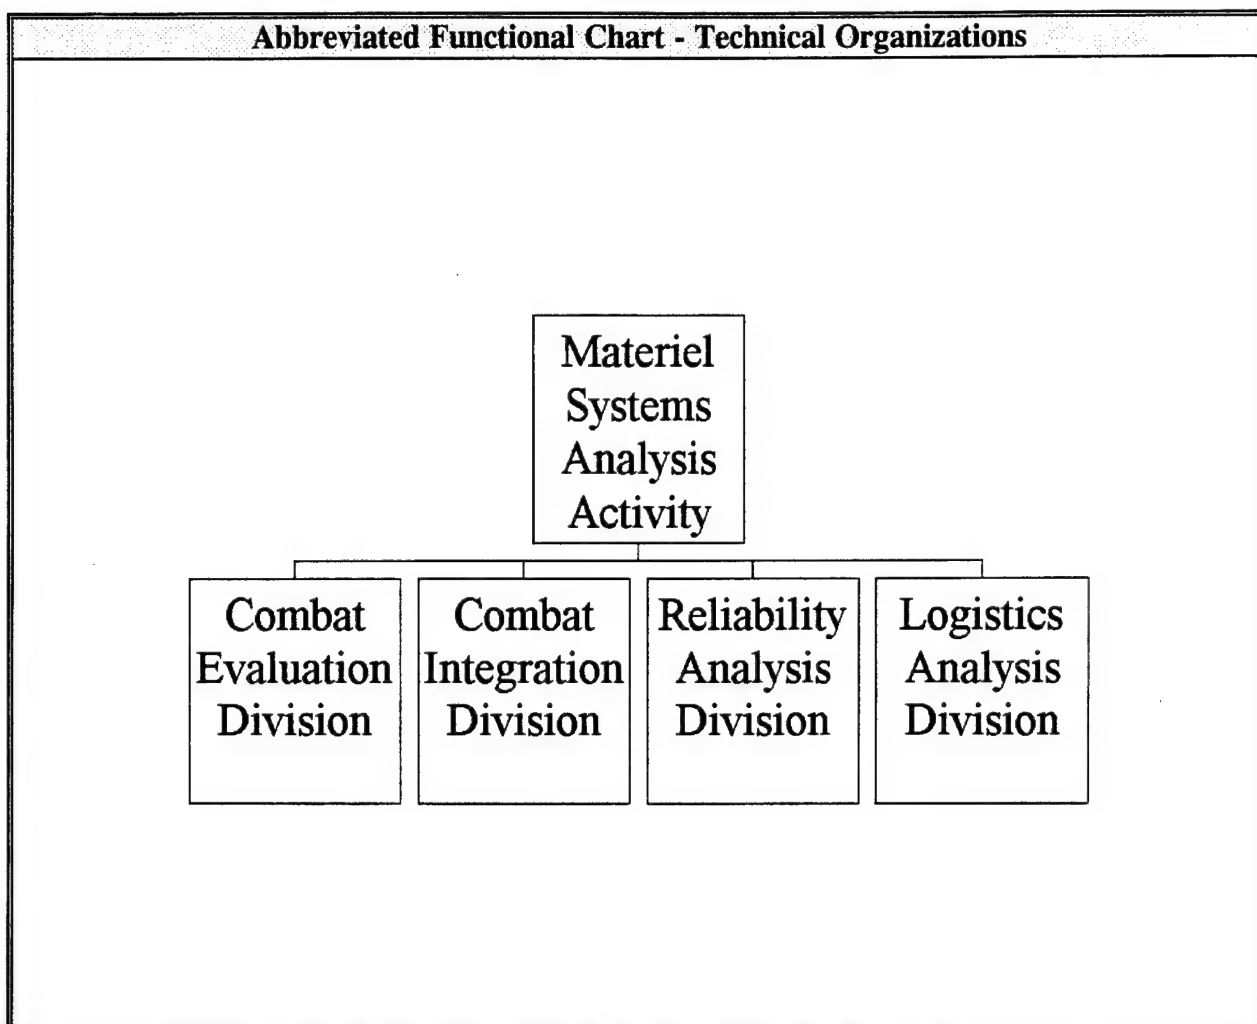 Abbreviated Functional Chart - Technical Organizations
Materiel
Systems
Analysis
Activity
Combat
Evaluation
Division
Combat
Integration
Division
Reliability
Analysis
Division
Logistics
Analysis
Division